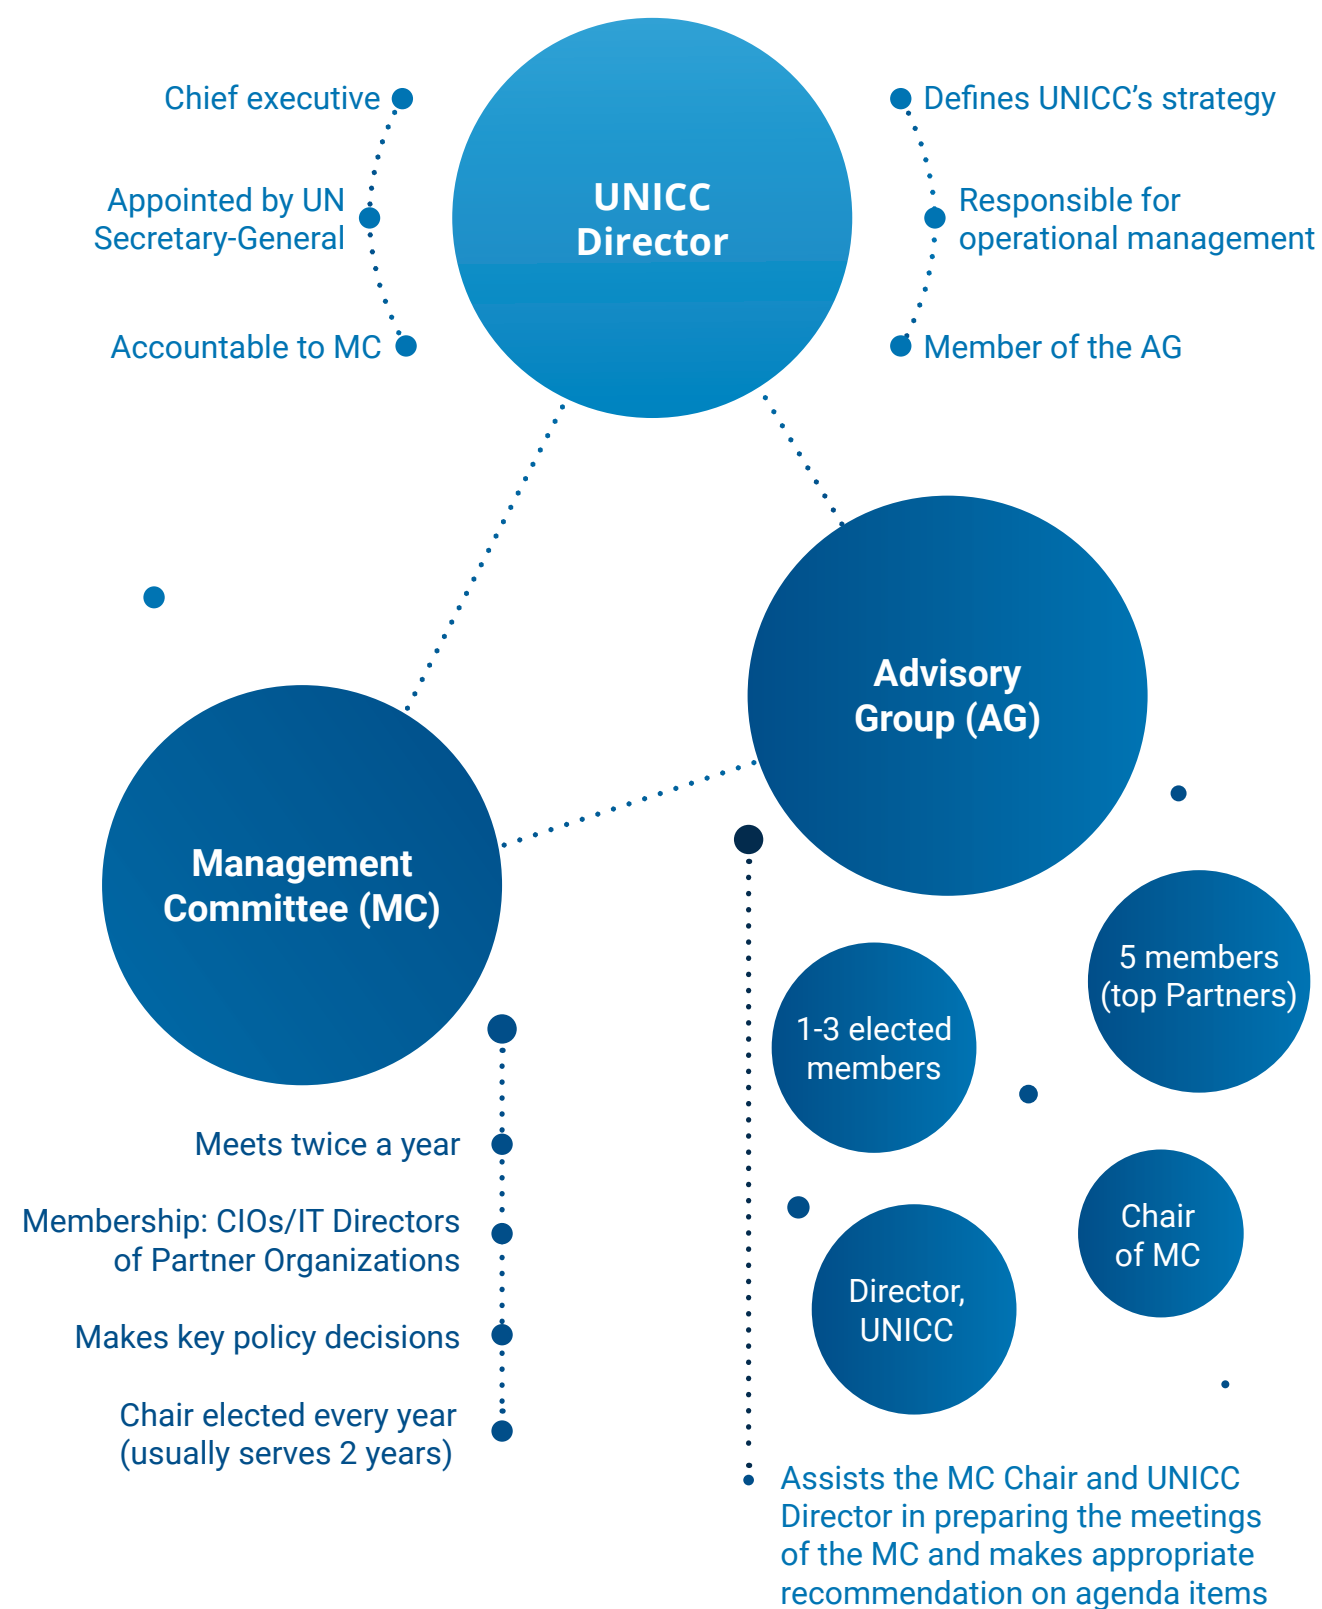 Chief executive
Appointed by UN
Secretary-General
Accountable to MC
UNICC
Director
Defines UNICC’s strategy
Responsible for
operational management
Member of the AG
Advisory
Group (AG)
Management
Committee (MC)
Meets twice a year
Membership: CIOs/IT Directors
of Partner Organizations
Makes key policy decisions
Chair elected every year
(usually serves 2 years)
5 members
(top Partners)
1-3 elected
members
Chair
of MC
Director,
UNICC
Assists the MC Chair and UNICC
Director in preparing the meetings
of the MC and makes appropriate
recommendation on agenda items